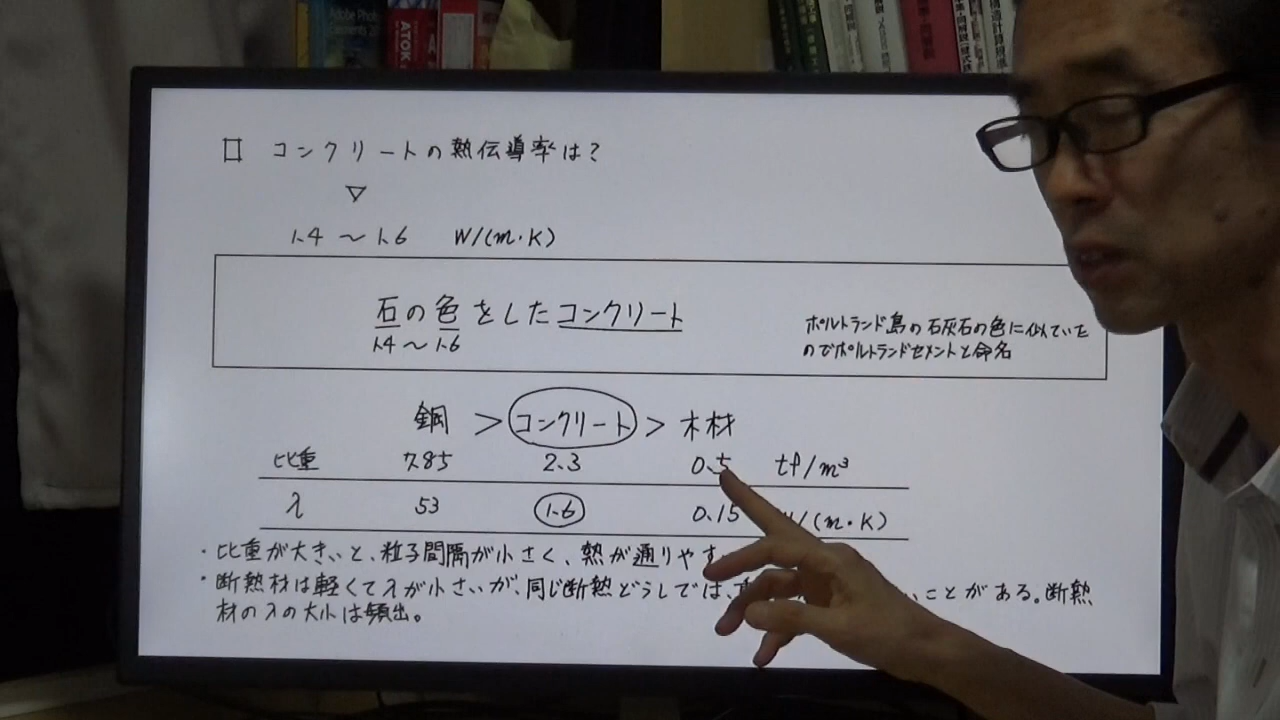 Adobe Photo
ATOK
□ コンクリートの熱伝導率は?
▽
1.4 〜 1.6 W/(m・K)
石の色をしたコンクリート
1.4 〜 1.6
ポルトランド島の石灰石の色に似ていた
のでポルトランドセメントと命名
鋼 > コンクリート > 木材
比重 7.85 2.3 0.5 tf/m³
λ 53 1.6 0.15 /(m・K)
・比重が大きいと、粒子間隔が小さく、熱が通りやす
・断熱材は軽くてλが小さいが、同じ断熱どうしでは、 ことがある。断熱
材のλの大小は頻出。